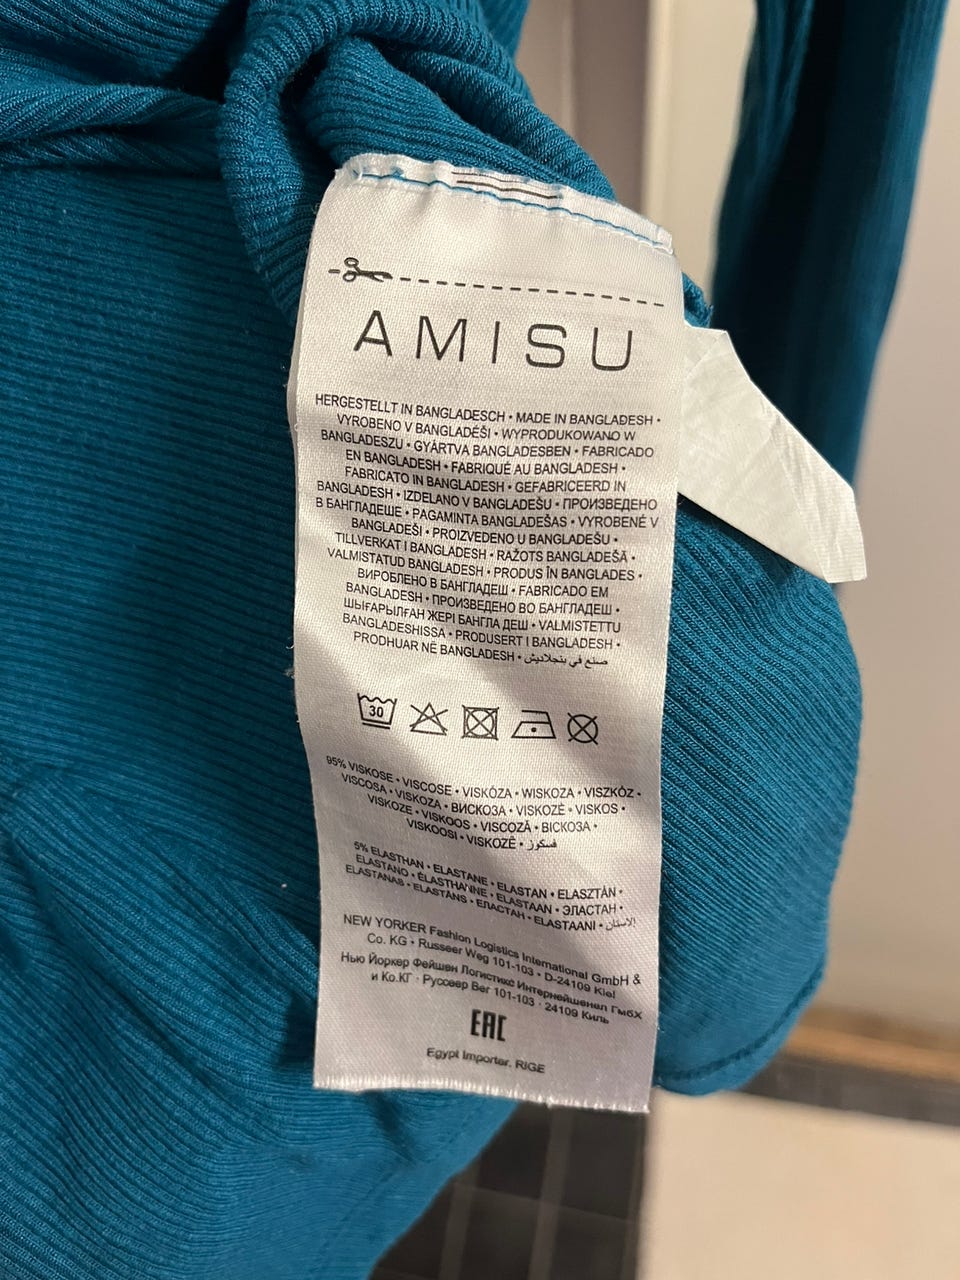 AMISU
HERGESTELLT IN BANGLADESCH • MADE IN BANGLADESH •
VYROBENO V BANGLADÉŠI • WYPRODUKOWANO W
BANGLADESZU • GYÁRTVA BANGLADESBEN • FABRICADO
EN BANGLADESH • FABRIQUÉ AU BANGLADESH •
FABRICATO IN BANGLADESH • GEFABRICEERD IN
BANGLADESH • IZDELANO V BANGLADEŠU • ПРОИЗВЕДЕНО
В БАНГЛАДЕШЕ • PAGAMINTA BANGLADEŠAS • VYROBENÉ V
BANGLADEŠI • PROIZVEDENO U BANGLADEŠU •
TILLVERKAT I BANGLADESH • RAŽOTS BANGLADEŠĀ •
VALMISTATUD BANGLADESH • PRODUS ÎN BANGLADES •
ВИРОБЛЕНО В БАНГЛАДЕШ • FABRICADO EM
BANGLADESH • ПРОИЗВЕДЕНО ВО БАНГЛАДЕШ •
ШЫҒАРЫЛҒАН ЖЕРІ БАНГЛА ДЕШ • VALMISTETTU
BANGLADESHISSA • PRODUSERT I BANGLADESH •
PRODHUAR NË BANGLADESH • صنع في بنجلاديش
30
95% VISKOSE • VISCOSE • VISKÓZA • WISKOZA • VISZKÓZ •
VISCOSA • VISKOZA • ВИСКОЗА • VISKOZĖ • VISKOS •
VISKOZE • VISKOOS • VISCOZĂ • ВІСКОЗА •
VISKOOSI • VISKOZË • فسكوز
5% ELASTHAN • ELASTANE • ELASTAN • ELASZTÁN •
ELASTANO • ÉLASTHANNE • ELASTAAN • ЭЛАСТАН •
ELASTANAS • ELASTĀNS • ЕЛАСТАН • ELASTAANI • الاستان
NEW YORKER Fashion Logistics International GmbH &
Co. KG • Russeer Weg 101-103 • D-24109 Kiel
Нью Йоркер Фейшен Логистикс Интернейшенал ГмбХ
и Ко.КГ · Руссеер Вег 101-103 · 24109 Киль
EAC
Egypt Importer. RIGE